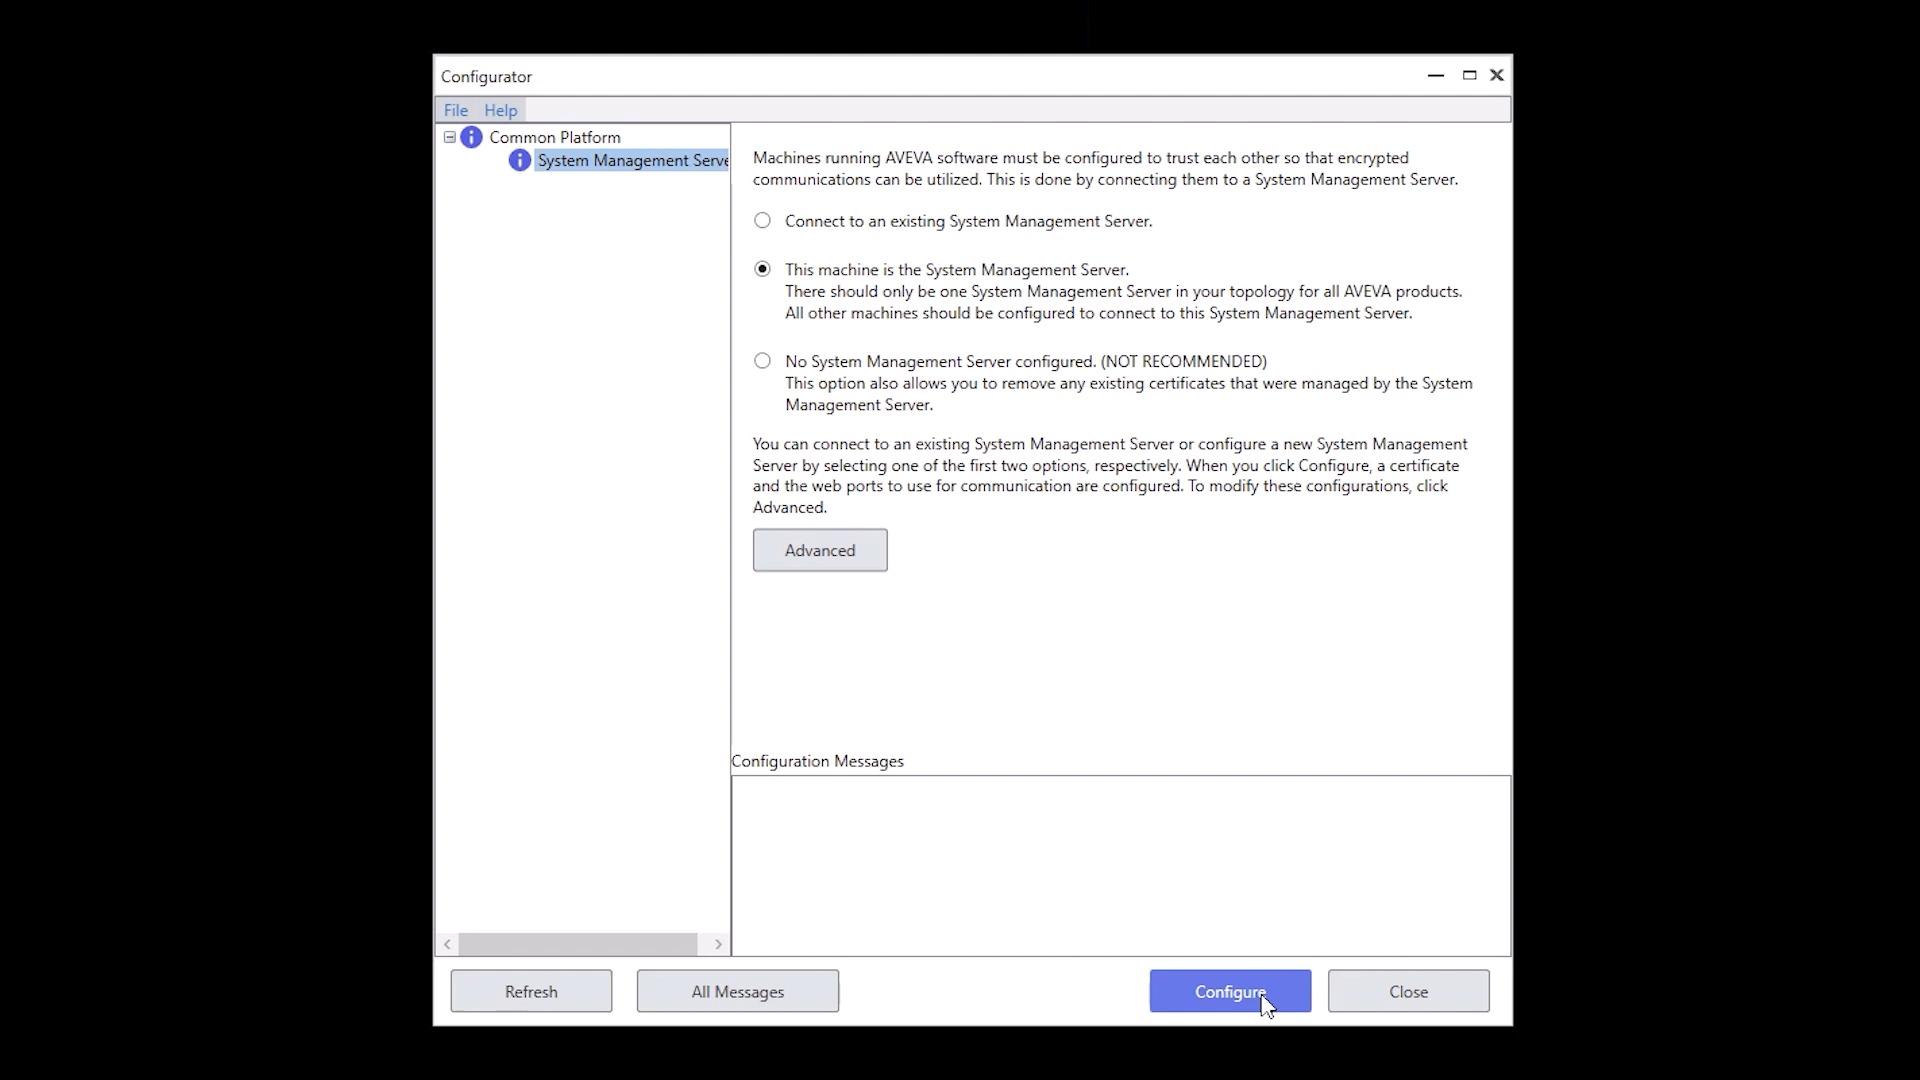 Configurator
File Help
Common Platform
System Management Serve
Machines running AVEVA software must be configured to trust each other so that encrypted
communications can be utilized. This is done by connecting them to a System Management Server.
Connect to an existing System Management Server.
This machine is the System Management Server.
There should only be one System Management Server in your topology for all AVEVA products.
All other machines should be configured to connect to this System Management Server.
No System Management Server configured. (NOT RECOMMENDED)
This option also allows you to remove any existing certificates that were managed by the System
Management Server.
You can connect to an existing System Management Server or configure a new System Management
Server by selecting one of the first two options, respectively. When you click Configure, a certificate
and the web ports to use for communication are configured. To modify these configurations, click
Advanced.
Advanced
Configuration Messages
Refresh
All Messages
Configure
Close